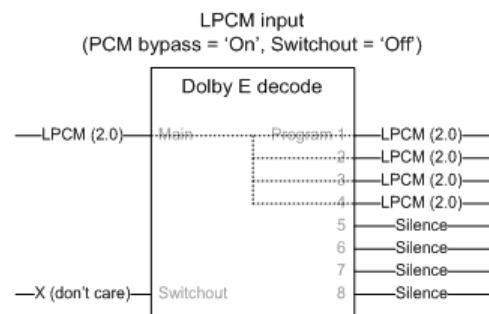 LPCM input
(PCM bypass = ‘On’, Switchout = ‘Off’)
Dolby E decode
LPCM (2.0) Main Program 1 LPCM (2.0)
2 LPCM (2.0)
3 LPCM (2.0)
4 LPCM (2.0)
5 Silence
6 Silence
7 Silence
X (don’t care) Switchout 8 Silence